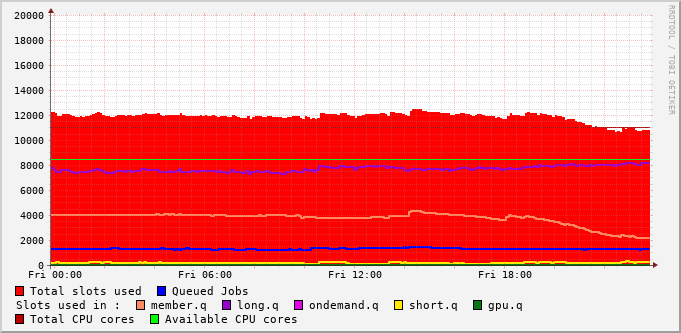 20000
18000
16000
14000
12000
10000
8000
6000
4000
2000
0
Fri 00:00 Fri 06:00 Fri 12:00 Fri 18:00
Total slots used Queued Jobs
Slots used in : member.q long.q ondemand.q short.q gpu.q
Total CPU cores Available CPU cores
RRDTOOL / TOBI OETIKER